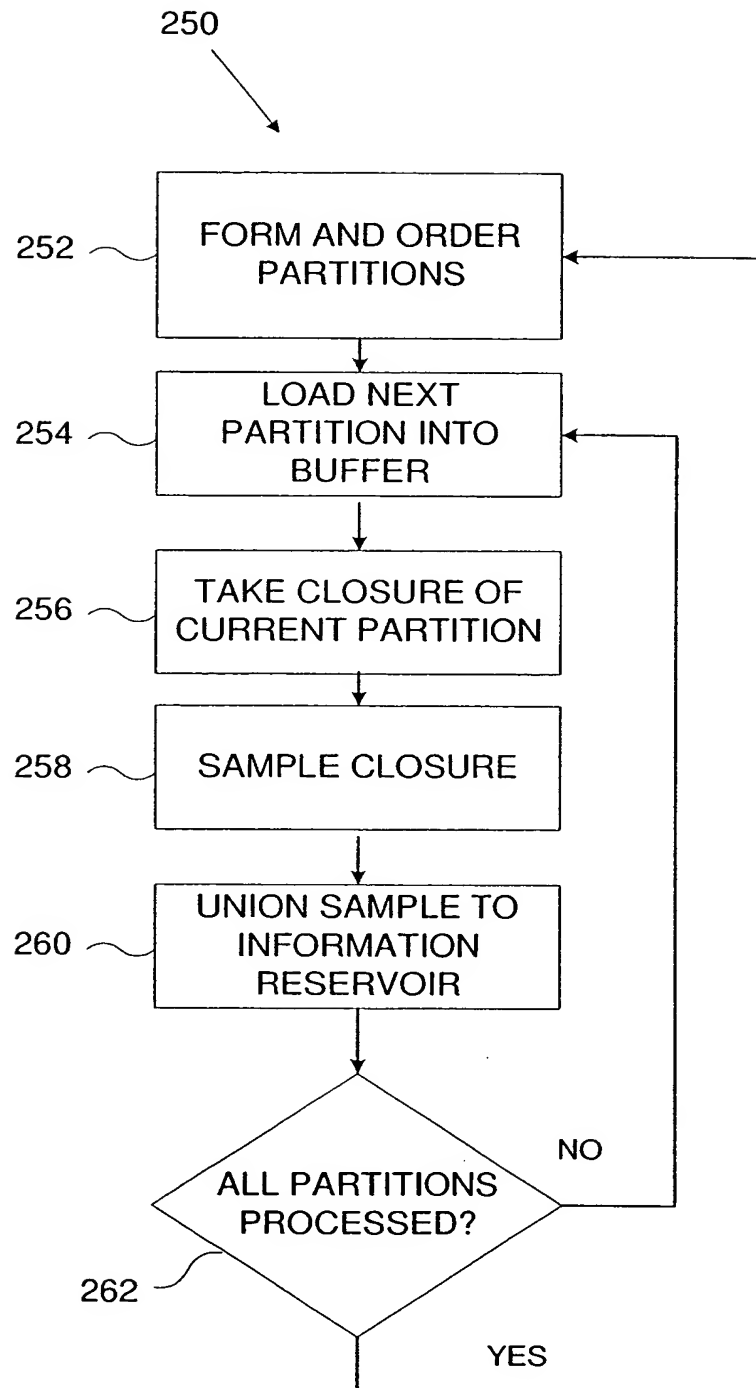 250
252
FORM AND ORDER
PARTITIONS
254
LOAD NEXT
PARTITION INTO
BUFFER
256
TAKE CLOSURE OF
CURRENT PARTITION
258
SAMPLE CLOSURE
260
UNION SAMPLE TO
INFORMATION
RESERVOIR
NO
ALL PARTITIONS
PROCESSED?
262
YES